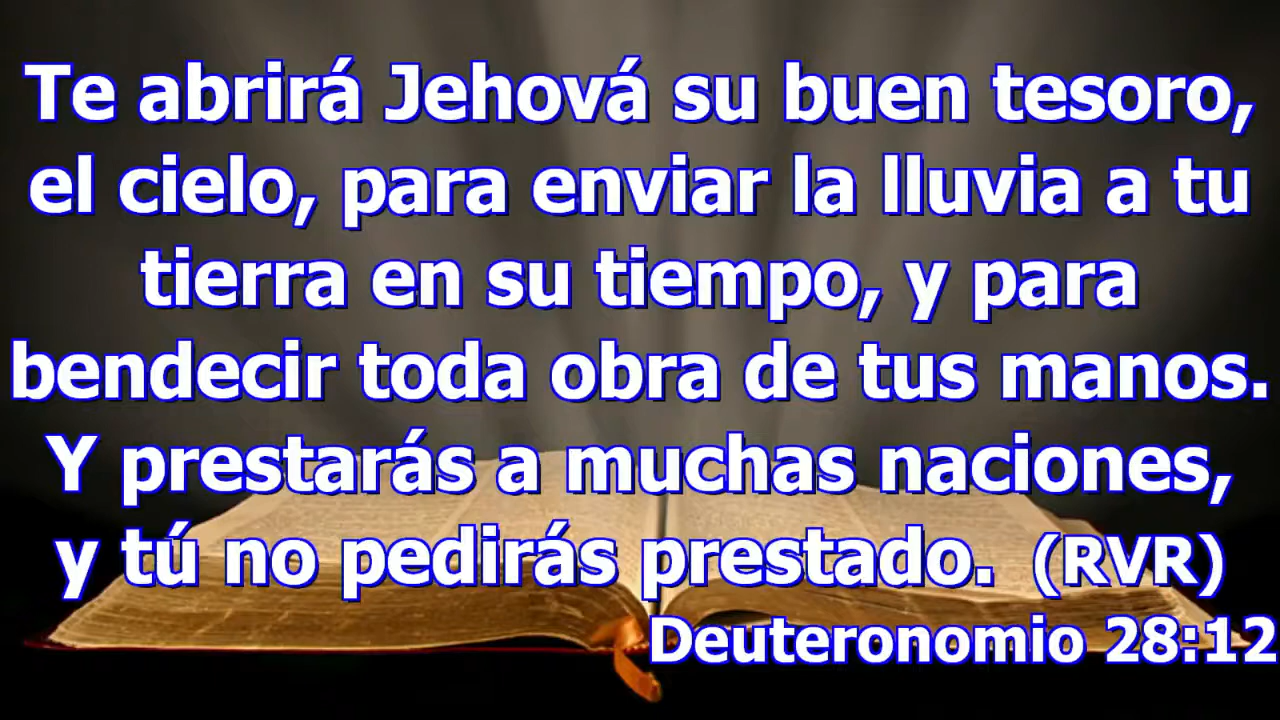 Te abrirá Jehová su buen tesoro,
el cielo, para enviar la lluvia a tu
tierra en su tiempo, y para
bendecir toda obra de tus manos.
Y prestarás a muchas naciones,
y tú no pedirás prestado. (RVR)
Deuteronomio 28:12